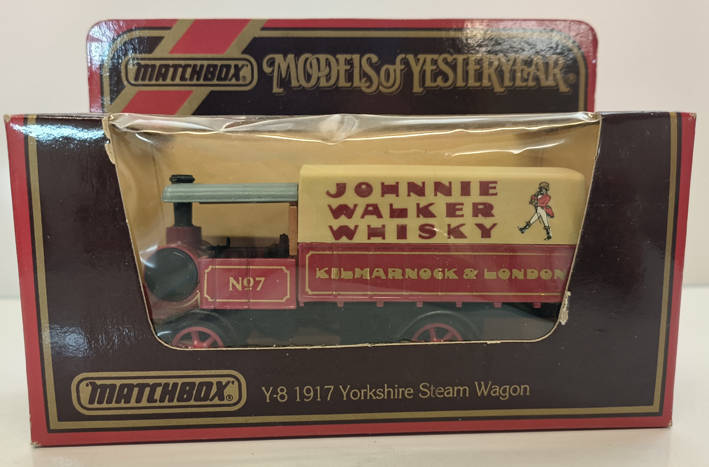 MATCHBOX®
MODELS of YESTERYEAR®
JOHNNIE
WALKER
WHISKY
No7
KILMARNOCK & LONDON
MATCHBOX®
Y-8 1917 Yorkshire Steam Wagon